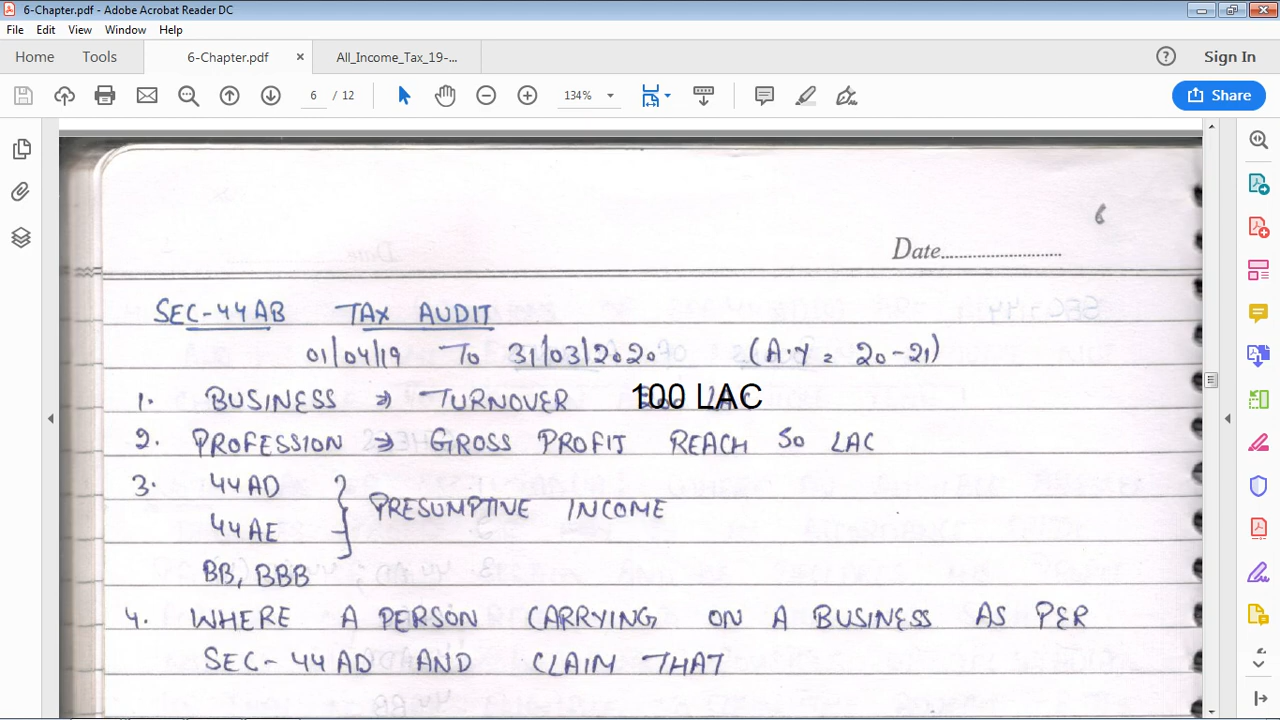 6-Chapter.pdf - Adobe Acrobat Reader DC
File Edit View Window Help
Home Tools 6-Chapter.pdf × All_Income_Tax_19-... Sign In
6 / 12 134% Share
6
Date
SEC-44AB TAX AUDIT
01/04/19 To 31/03/2020 (A.Y = 20-21)
1. BUSINESS ⇒ TURNOVER 100 LAC
2. PROFESSION ⇒ GROSS PROFIT REACH 50 LAC
3. 44AD
44AE } PRESUMPTIVE INCOME
BB, BBB
4. WHERE A PERSON CARRYING ON A BUSINESS AS PER
SEC-44AD AND CLAIM THAT